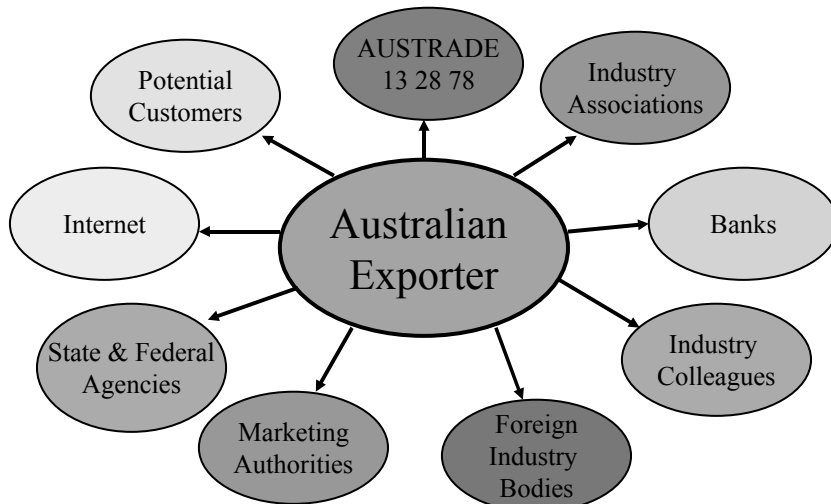 AUSTRADE
13 28 78
Potential
Customers
Industry
Associations
Internet
Australian
Exporter
Banks
State & Federal
Agencies
Industry
Colleagues
Marketing
Authorities
Foreign
Industry
Bodies